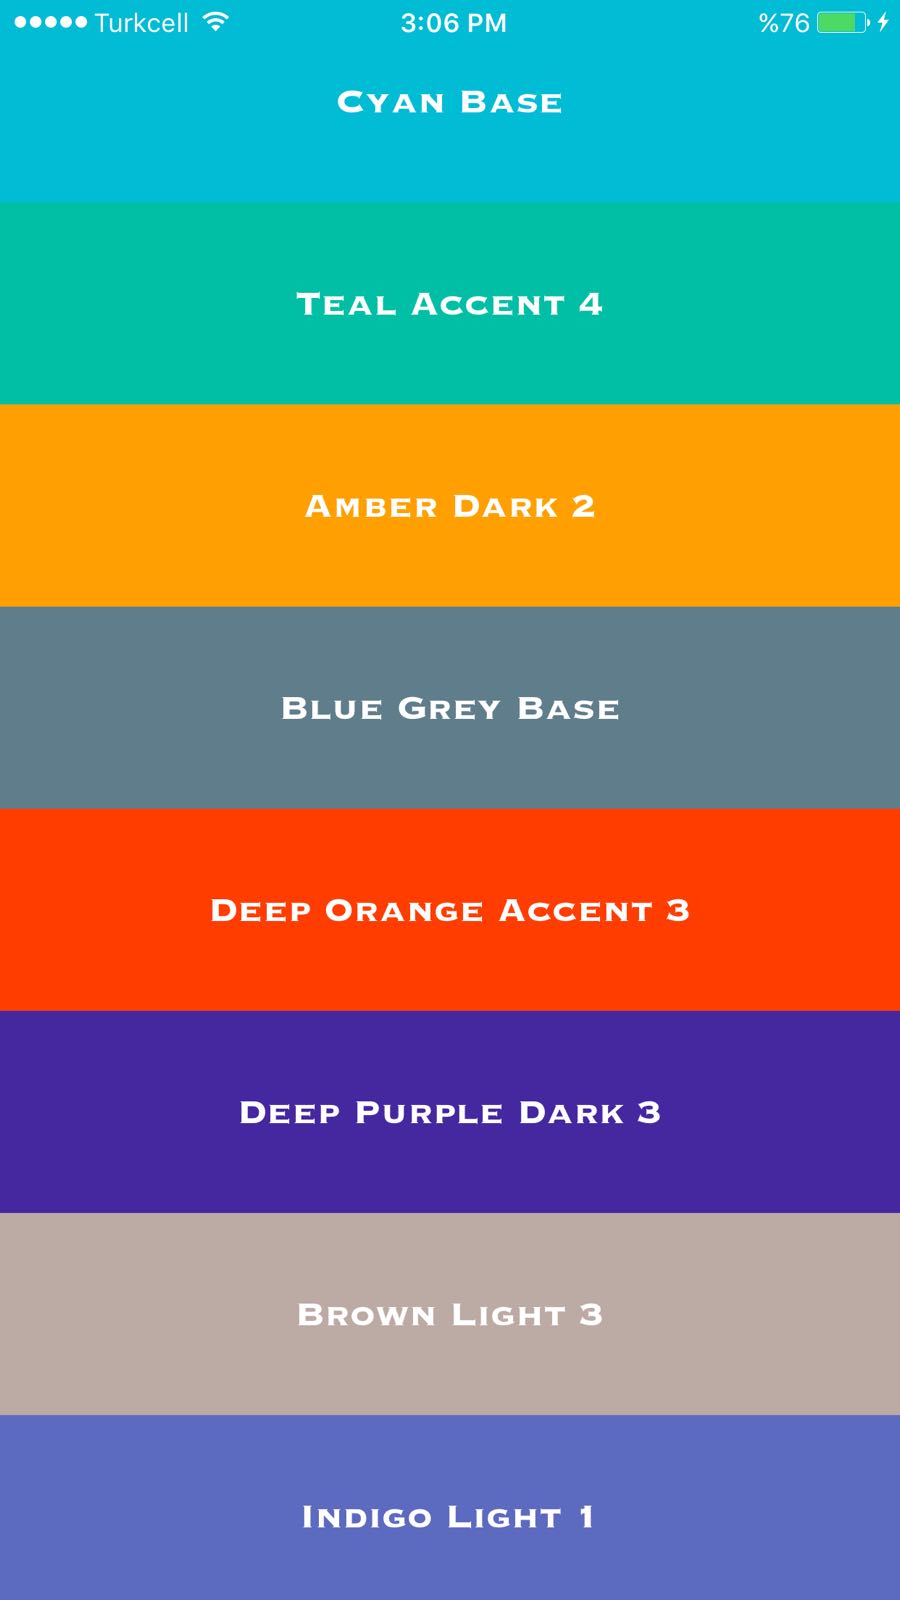 Turkcell 3:06 PM %76
Cyan Base
Teal Accent 4
Amber Dark 2
Blue Grey Base
Deep Orange Accent 3
Deep Purple Dark 3
Brown Light 3
Indigo Light 1